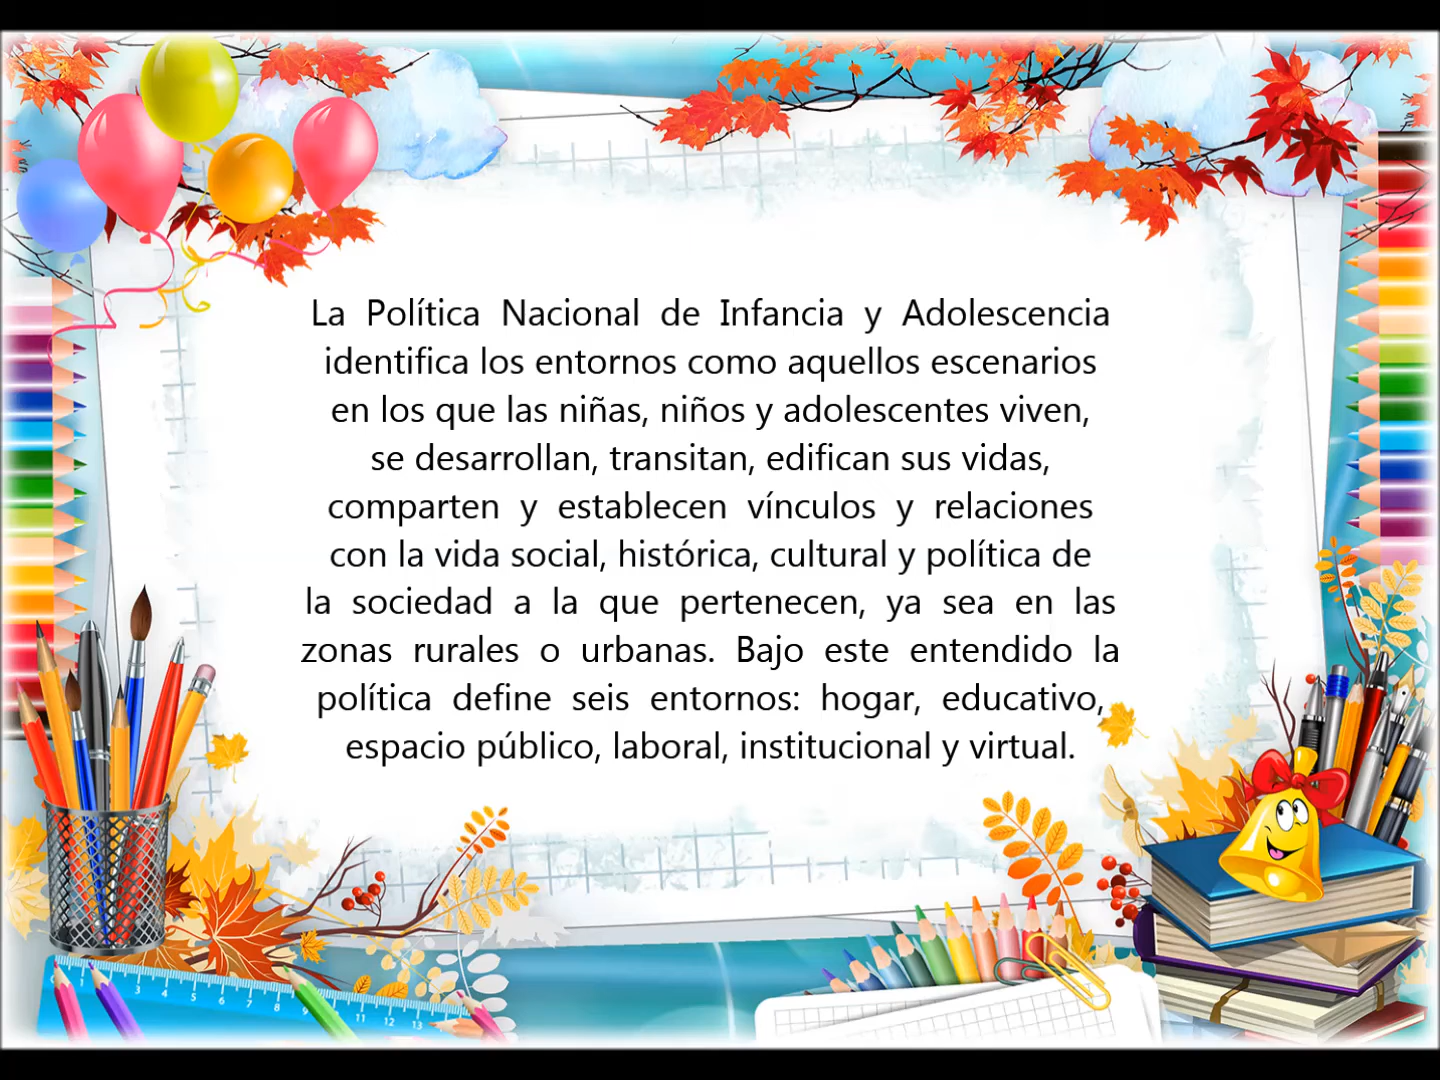 La Política Nacional de Infancia y Adolescencia
identifica los entornos como aquellos escenarios
en los que las niñas, niños y adolescentes viven,
se desarrollan, transitan, edifican sus vidas,
comparten y establecen vínculos y relaciones
con la vida social, histórica, cultural y política de
la sociedad a la que pertenecen, ya sea en las
zonas rurales o urbanas. Bajo este entendido la
política define seis entornos: hogar, educativo,
espacio público, laboral, institucional y virtual.